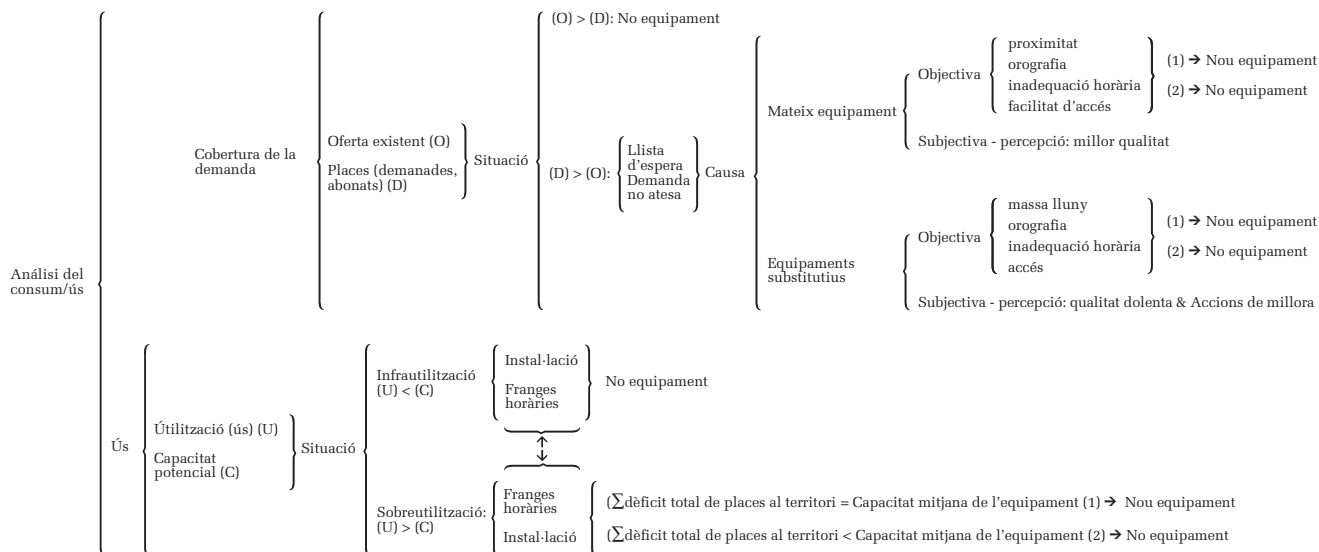 Análisi del
consum/ús
Cobertura de la
demanda
Oferta existent (O)
Places (demanades,
abonats) (D)
Situació
(O) > (D): No equipament
(D) > (O):
Llista
d'espera
Demanda
no atesa
Causa
Mateix equipament
Objectiva
proximitat
orografia
inadequació horària
facilitat d'accés
(1) → Nou equipament
(2) → No equipament
Subjectiva - percepció: millor qualitat
Equipaments
substitutius
Objectiva
massa lluny
orografia
inadequació horària
accés
(1) → Nou equipament
(2) → No equipament
Subjectiva - percepció: qualitat dolenta & Accions de millora
Ús
Útilització (ús) (U)
Capacitat
potencial (C)
Situació
Infrautilització
(U) < (C)
Instal·lació
Franges
horàries
No equipament
Sobreutilització:
(U) > (C)
Franges
horàries
Instal·lació
(∑dèficit total de places al territori = Capacitat mitjana de l'equipament (1) → Nou equipament
(∑dèficit total de places al territori < Capacitat mitjana de l'equipament (2) → No equipament